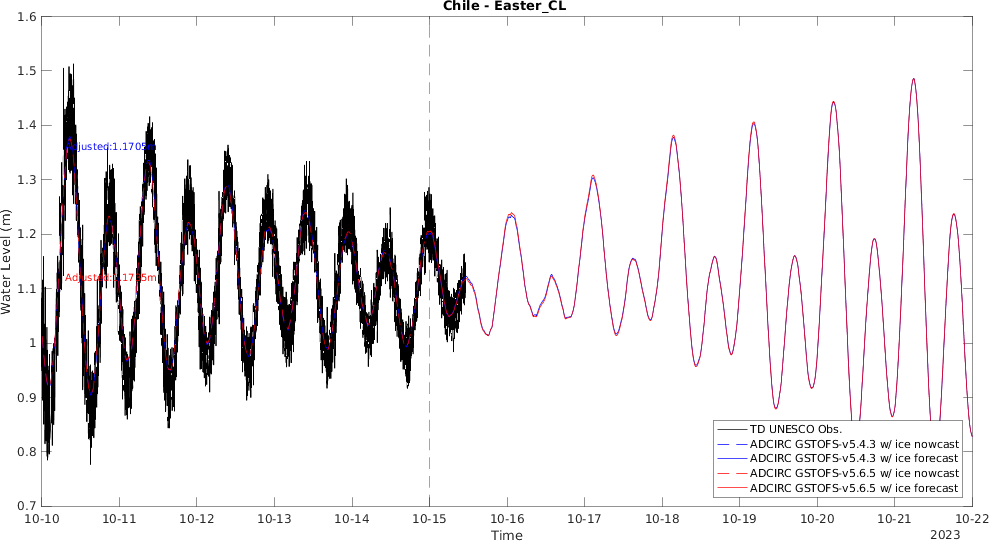 Chile - Easter_CL
Water Level (m)
1.6
1.5
1.4
1.3
1.2
1.1
1
0.9
0.8
0.7
Adjusted:1.1705m
TD UNESCO Obs.
ADCIRC GSTOFS-v5.4.3 w/ ice nowcast
ADCIRC GSTOFS-v5.4.3 w/ ice forecast
ADCIRC GSTOFS-v5.6.5 w/ ice nowcast
ADCIRC GSTOFS-v5.6.5 w/ ice forecast
10-10 10-11 10-12 10-13 10-14 10-15 10-16 10-17 10-18 10-19 10-20 10-21 10-22
Time
2023